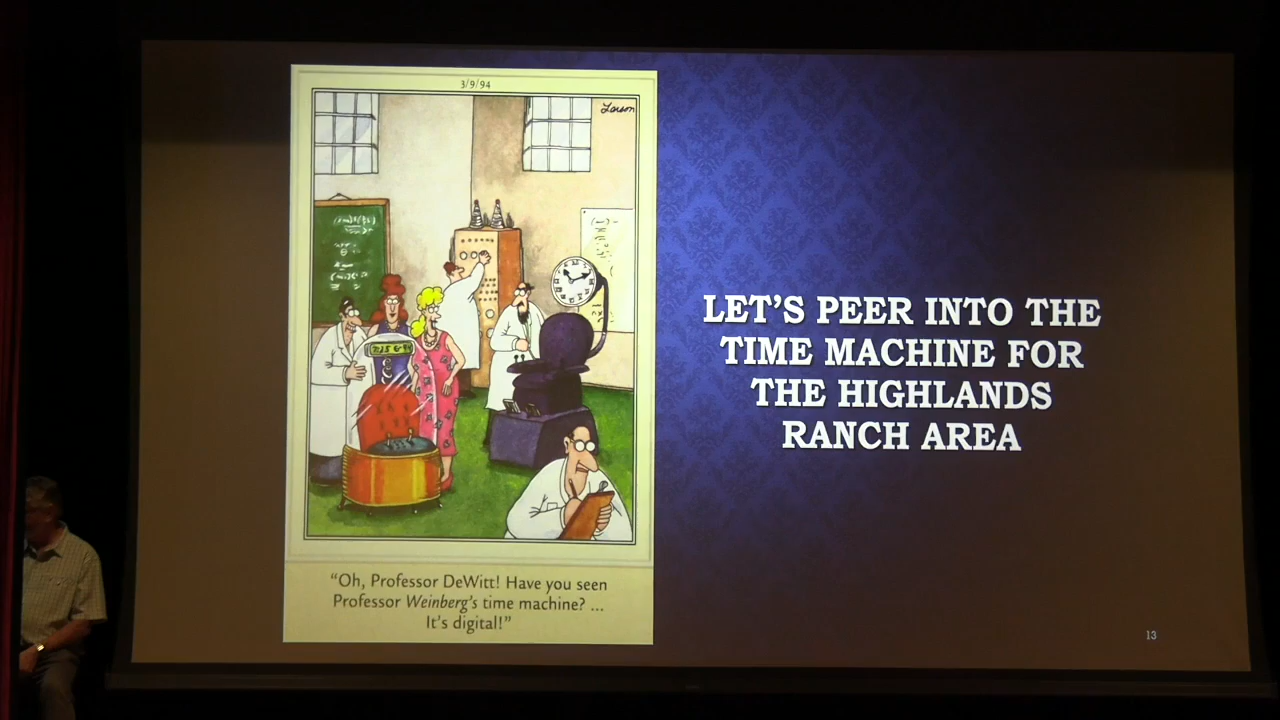 3/9/94
Larson
“Oh, Professor DeWitt! Have you seen
Professor Weinberg’s time machine? ...
It’s digital!”
LET’S PEER INTO THE
TIME MACHINE FOR
THE HIGHLANDS
RANCH AREA
13